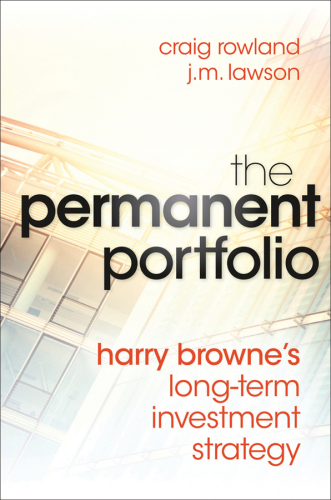 craig rowland
j.m. lawson
the
permanent
portfolio
harry browne's
long-term
investment
strategy